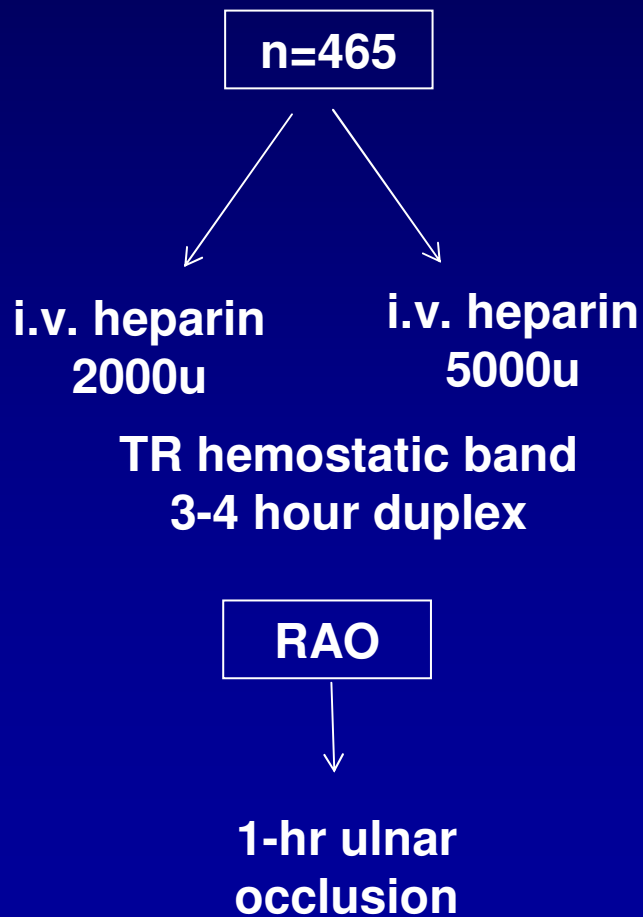 n=465
i.v. heparin
2000u
i.v. heparin
5000u
TR hemostatic band
3-4 hour duplex
RAO
1-hr ulnar
occlusion